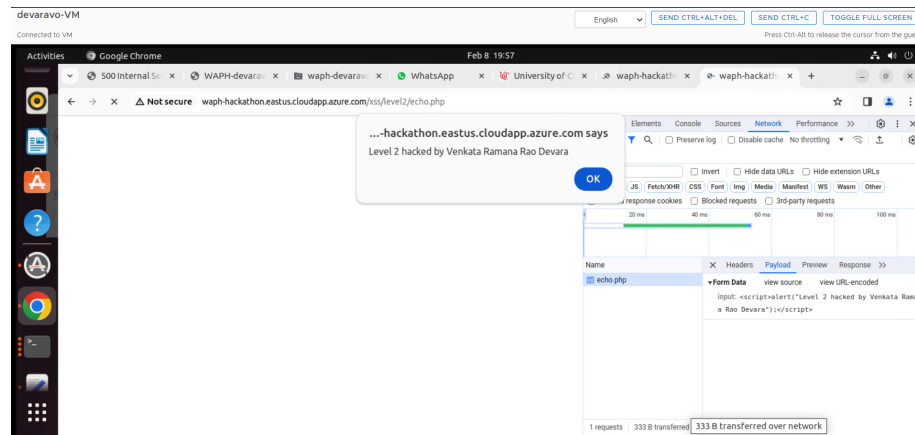 devaravo-VM
English
SEND CTRL+ALT+DEL
SEND CTRL+C
TOGGLE FULL SCREEN
Connected to VM
Press Ctrl-Alt to release the cursor from the gue
Activities
Google Chrome
Feb 8 19:57
500 Internal Se
WAPH-devarav
waph-devarav
WhatsApp
University of C
waph-hackath
waph-hackath
Not secure waph-hackathon.eastus.cloudapp.azure.com/xss/level2/echo.php
...-hackathon.eastus.cloudapp.azure.com says
Level 2 hacked by Venkata Ramana Rao Devara
OK
Elements Console Sources Network Performance
Preserve log Disable cache No throttling
Invert Hide data URLs Hide extension URLs
JS Fetch/XHR CSS Font Img Media Manifest WS Wasm Other
response cookies Blocked requests 3rd-party requests
20 ms 40 ms 60 ms 80 ms 100 ms
Name
Headers Payload Preview Response
echo.php
Form Data view source view URL-encoded
input: <script>alert("Level 2 hacked by Venkata Ram
a Rao Devara");</script>
1 requests 333 B transferred
333 B transferred over network